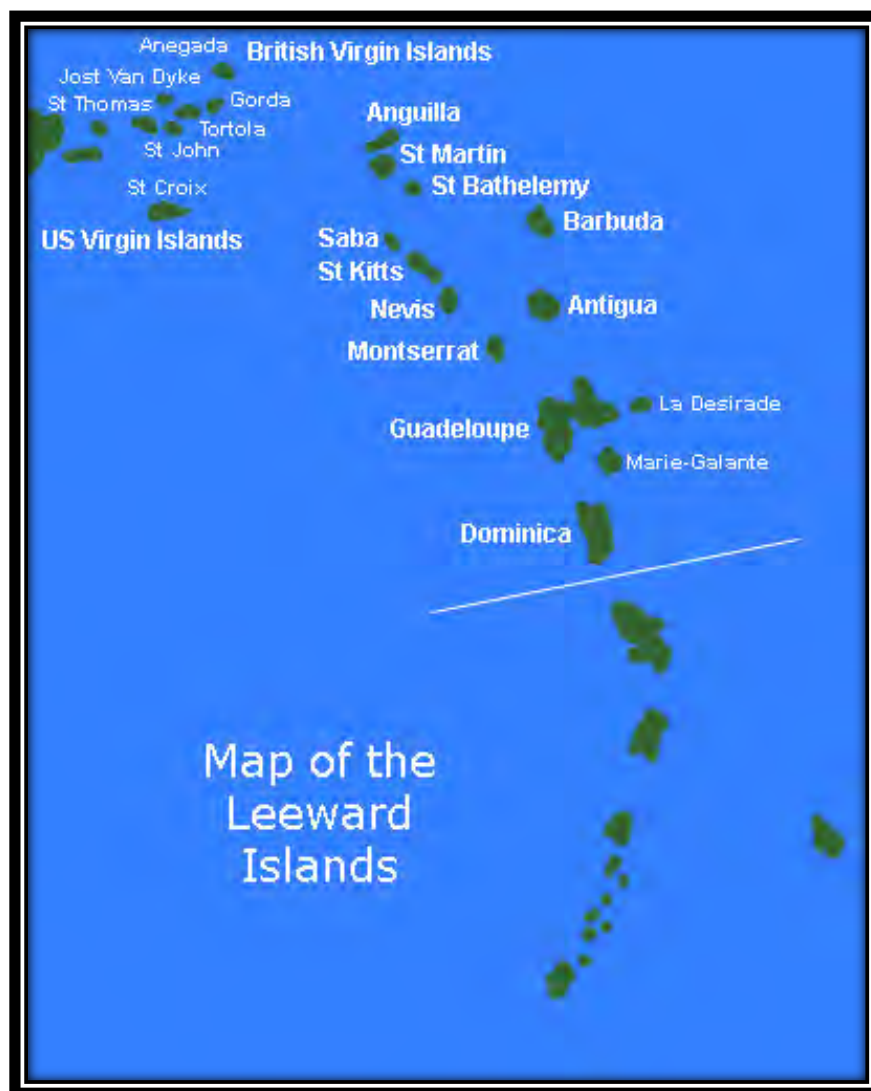 Anegada
British Virgin Islands
Jost Van Dyke
St Thomas
Gorda
Tortola
St John
St Croix
US Virgin Islands
Anguilla
St Martin
St Bathelemy
Barbuda
Saba
St Kitts
Nevis
Antigua
Montserrat
La Desirade
Guadeloupe
Marie-Galante
Dominica
Map of the
Leeward
Islands